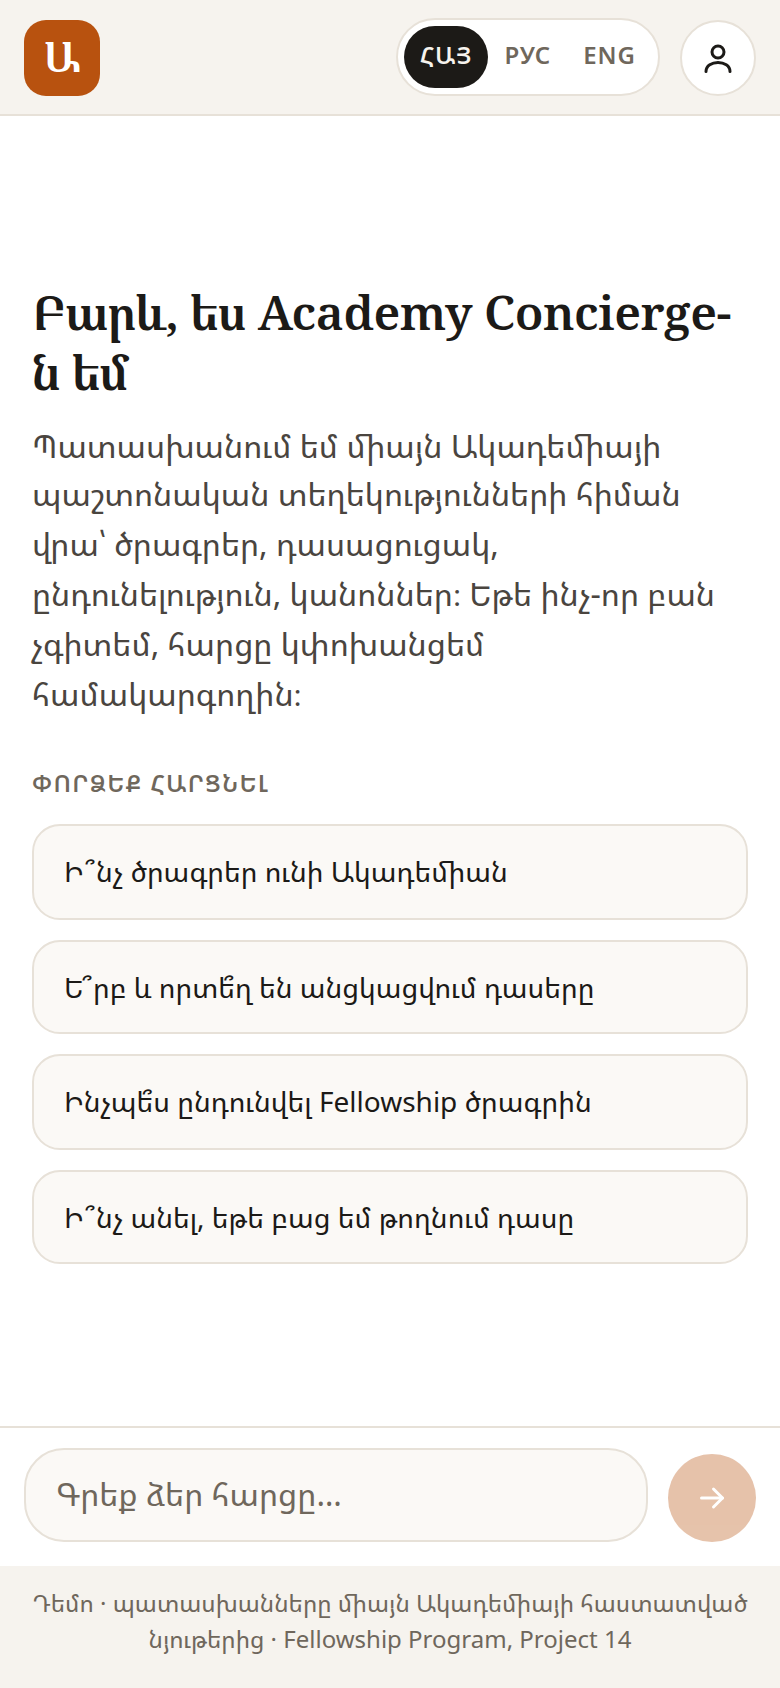 Ա
ՀԱՅ РУС ENG
Բարև, ես Academy Concierge-
ն եմ
Պատասխանում եմ միայն Ակադեմիայի
պաշտոնական տեղեկությունների հիման
վրա՝ ծրագրեր, դասացուցակ,
ընդունելություն, կանոններ։ Եթե ինչ-որ բան
չգիտեմ, հարցը կփոխանցեմ
համակարգողին։
ՓՈՐՁԵՔ ՀԱՐՑՆԵԼ
Ի՞նչ ծրագրեր ունի Ակադեմիան
Ե՞րբ և որտե՞ղ են անցկացվում դասերը
Ինչպե՞ս ընդունվել Fellowship ծրագրին
Ի՞նչ անել, եթե բաց եմ թողնում դասը
Գրեք ձեր հարցը...
Դեմո · պատասխանները միայն Ակադեմիայի հաստատված
նյութերից · Fellowship Program, Project 14